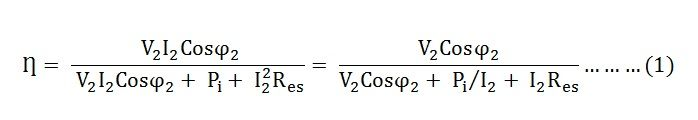 η = V₂I₂Cosφ₂ / (V₂I₂Cosφ₂ + Pᵢ + I₂²Rₑₛ) = V₂Cosφ₂ / (V₂Cosφ₂ + Pᵢ/I₂ + I₂Rₑₛ) ... ... ... (1)